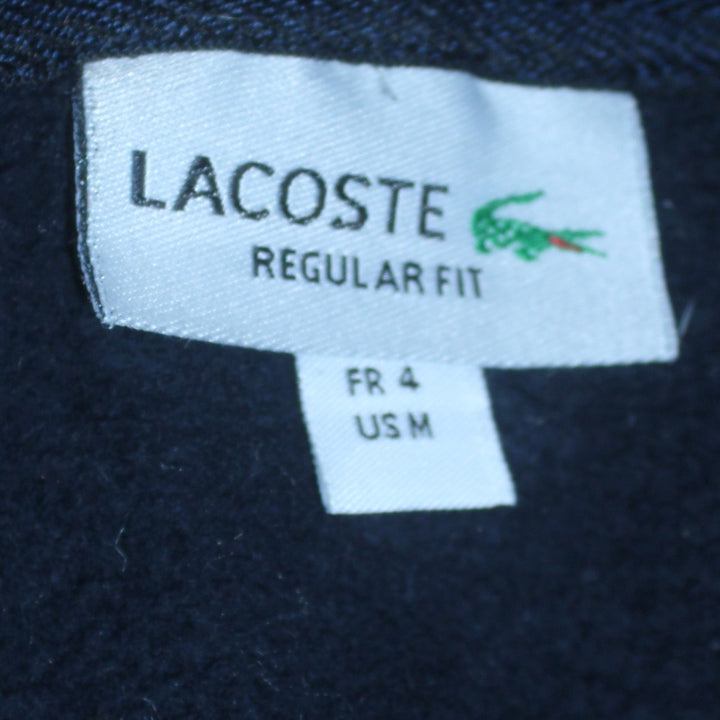 LACOSTE
REGULAR FIT
FR 4
US M